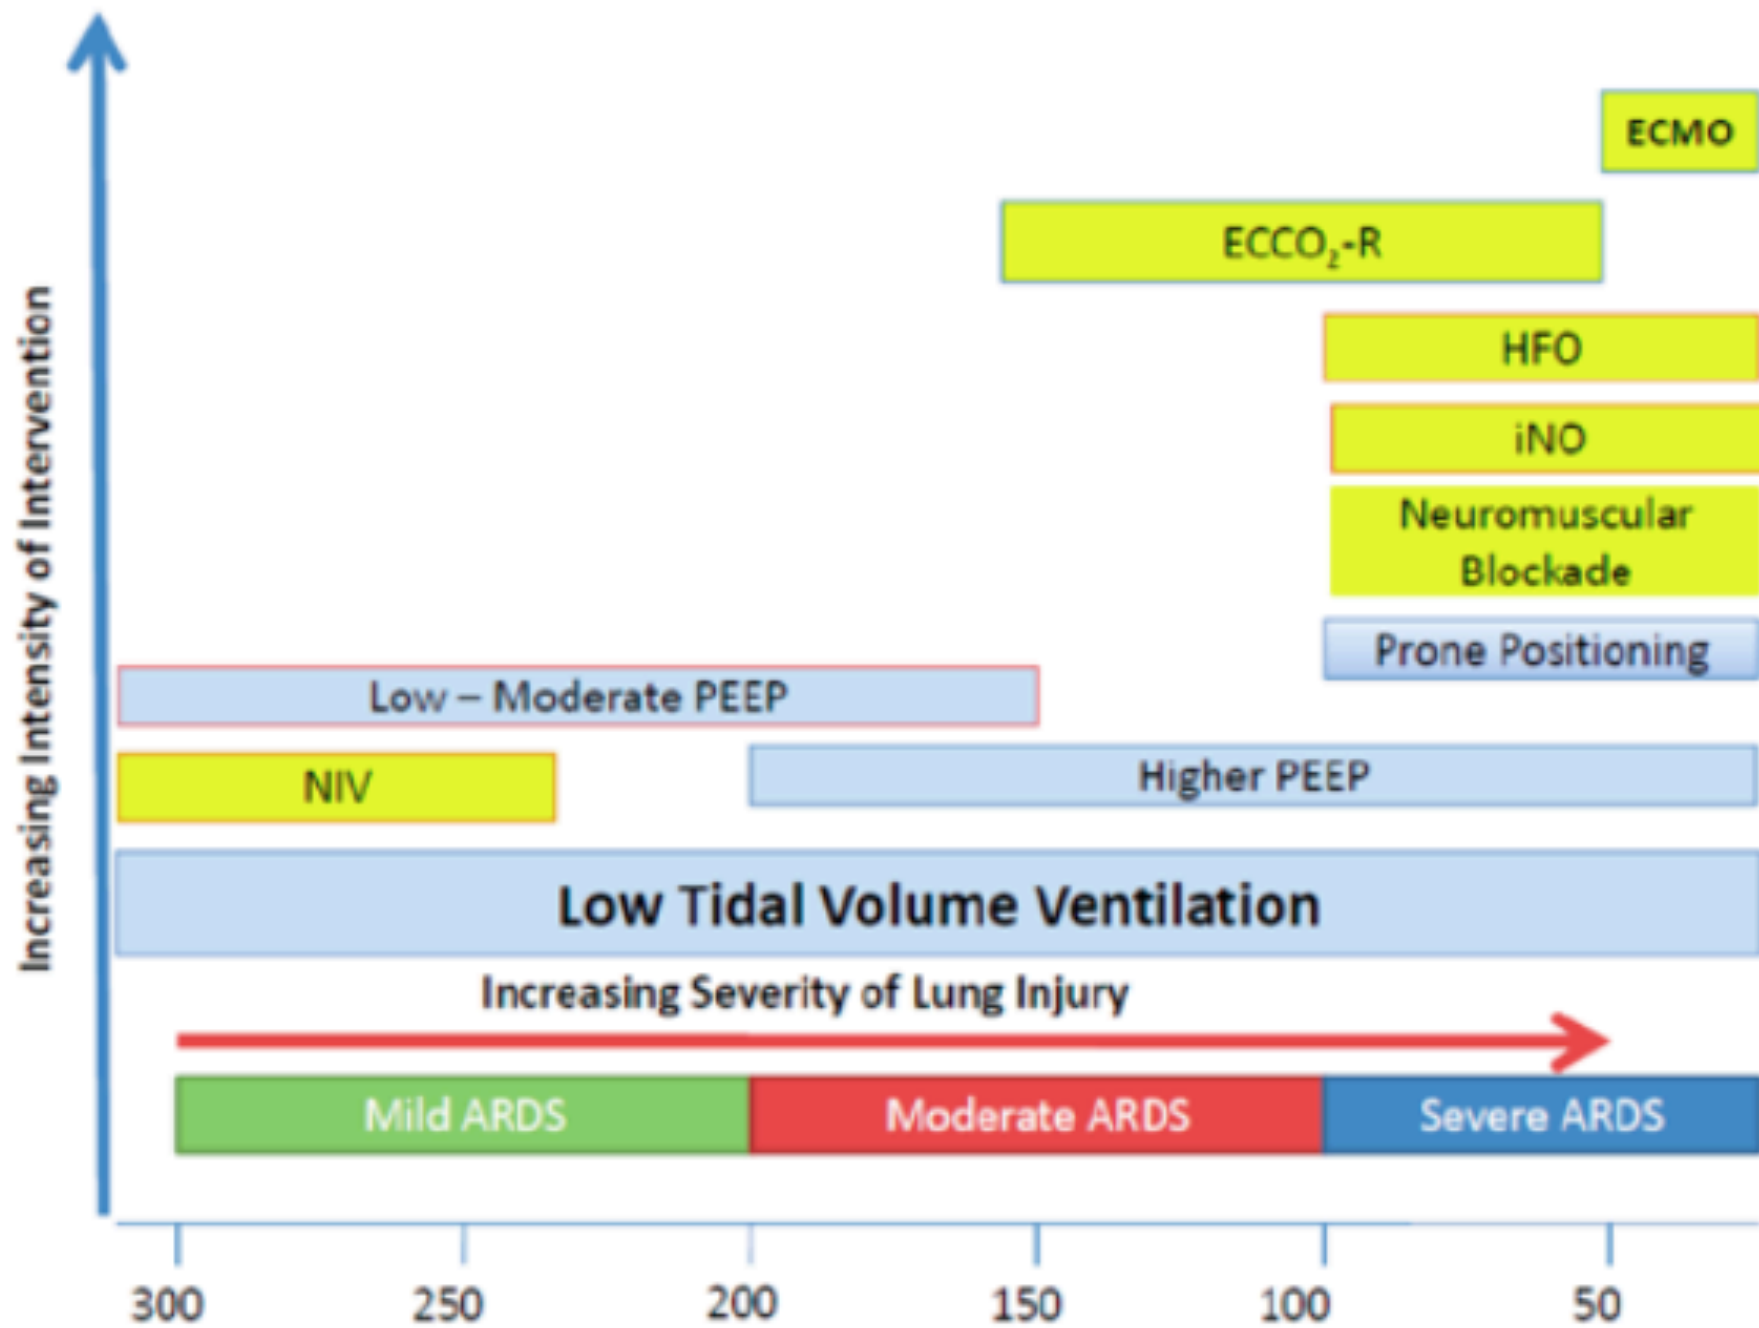 Increasing Intensity of Intervention
ECMO
ECCO₂-R
HFO
iNO
Neuromuscular
Blockade
Prone Positioning
Low – Moderate PEEP
Higher PEEP
NIV
Low Tidal Volume Ventilation
Increasing Severity of Lung Injury
Mild ARDS
Moderate ARDS
Severe ARDS
300
250
200
150
100
50